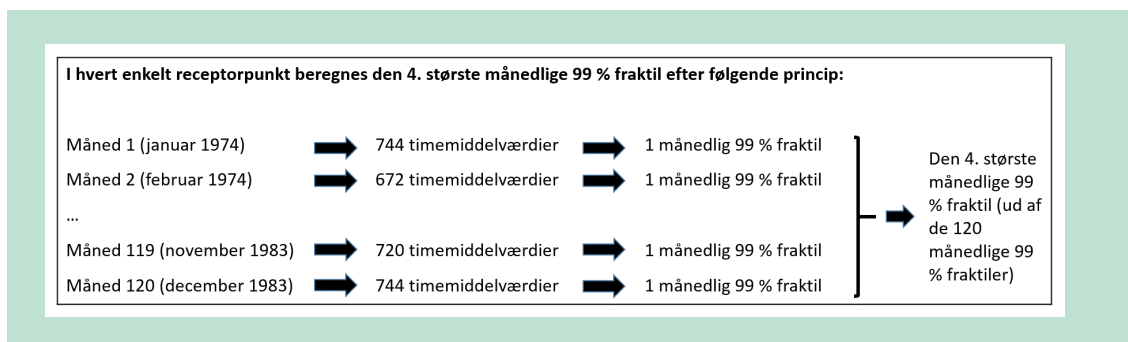 I hvert enkelt receptorpunkt beregnes den 4. største månedlige 99 % fraktil efter følgende princip:
Måned 1 (januar 1974) 744 timemiddelværdier 1 månedlig 99 % fraktil
Måned 2 (februar 1974) 672 timemiddelværdier 1 månedlig 99 % fraktil
…
Måned 119 (november 1983) 720 timemiddelværdier 1 månedlig 99 % fraktil
Måned 120 (december 1983) 744 timemiddelværdier 1 månedlig 99 % fraktil
Den 4. største
månedlige 99
% fraktil (ud af
de 120
månedlige 99
% fraktiler)